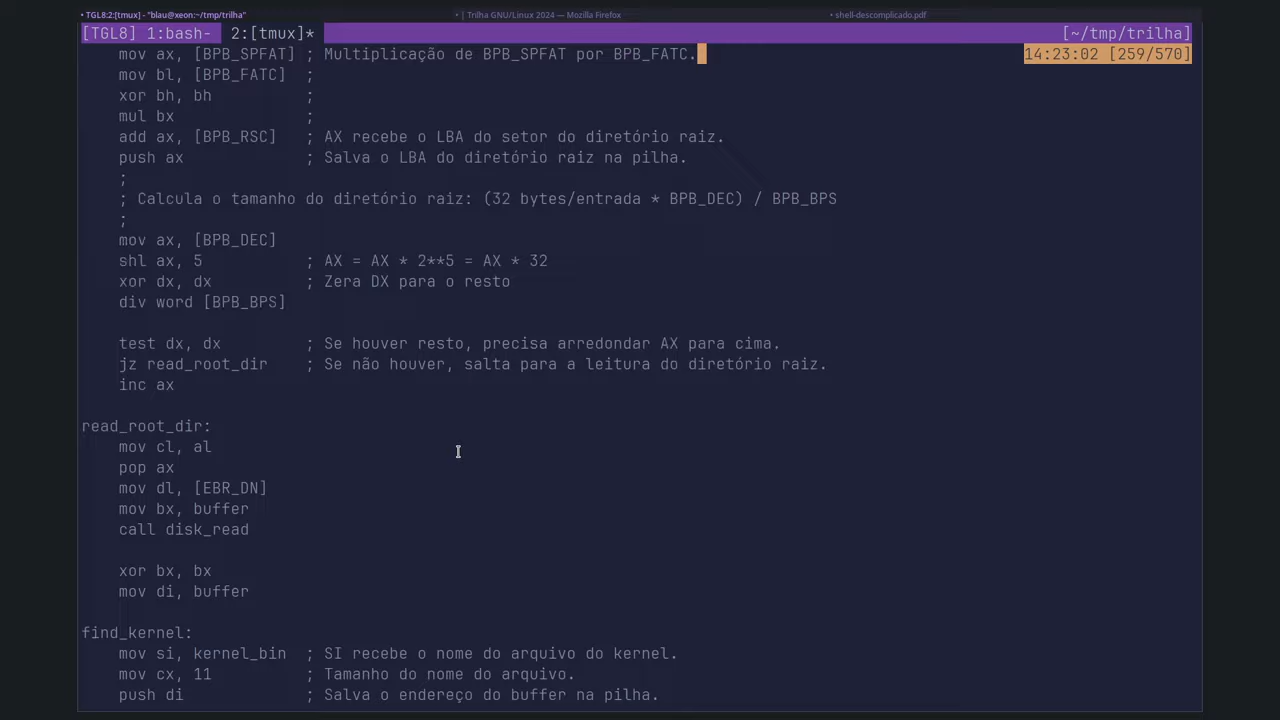 • TGL8:2:[tmux] - "blau@xeon:~/tmp/trilha"
• | Trilha GNU/Linux 2024 — Mozilla Firefox
• shell-descomplicado.pdf
[TGL8] 1:bash- 2:[tmux]* [~/tmp/trilha]
mov ax, [BPB_SPFAT] ; Multiplicação de BPB_SPFAT por BPB_FATC. 14:23:02 [259/570]
mov bl, [BPB_FATC] ;
xor bh, bh ;
mul bx ;
add ax, [BPB_RSC] ; AX recebe o LBA do setor do diretório raiz.
push ax ; Salva o LBA do diretório raiz na pilha.
;
; Calcula o tamanho do diretório raiz: (32 bytes/entrada * BPB_DEC) / BPB_BPS
;
mov ax, [BPB_DEC]
shl ax, 5 ; AX = AX * 2**5 = AX * 32
xor dx, dx ; Zera DX para o resto
div word [BPB_BPS]
test dx, dx ; Se houver resto, precisa arredondar AX para cima.
jz read_root_dir ; Se não houver, salta para a leitura do diretório raiz.
inc ax
read_root_dir:
mov cl, al
pop ax
mov dl, [EBR_DN]
mov bx, buffer
call disk_read
xor bx, bx
mov di, buffer
find_kernel:
mov si, kernel_bin ; SI recebe o nome do arquivo do kernel.
mov cx, 11 ; Tamanho do nome do arquivo.
push di ; Salva o endereço do buffer na pilha.